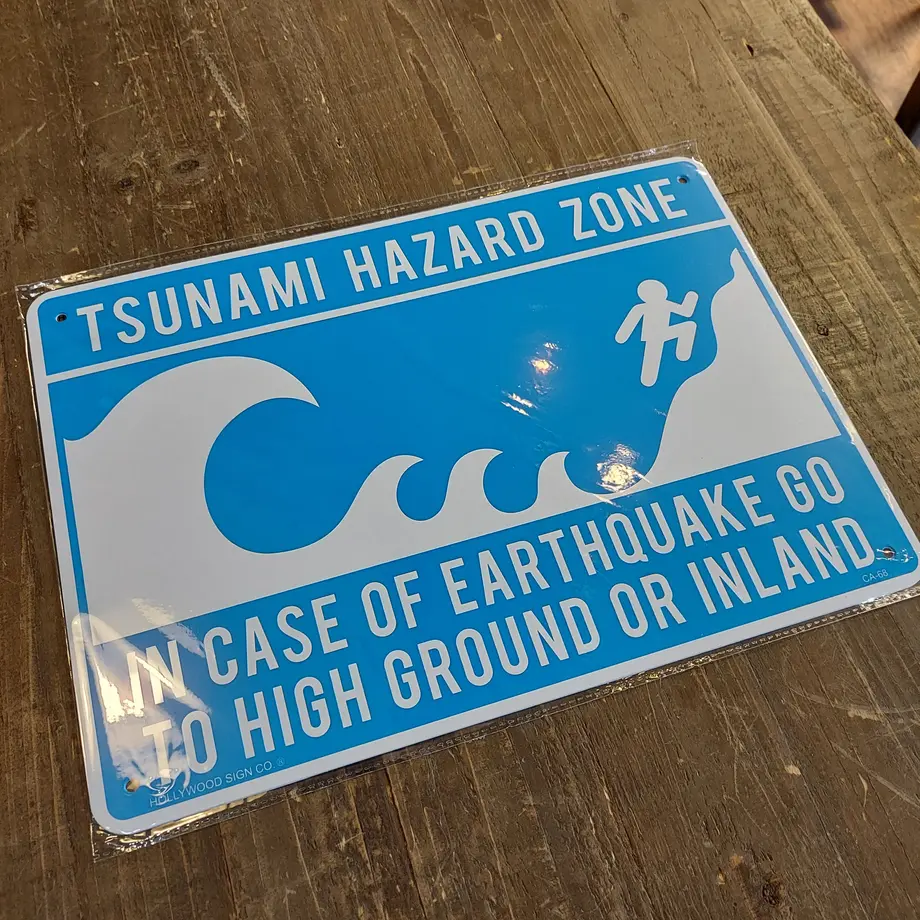 TSUNAMI HAZARD ZONE
IN CASE OF EARTHQUAKE GO
TO HIGH GROUND OR INLAND
CA-68
HOLLYWOOD SIGN CO.®